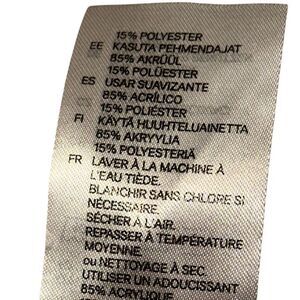 15% POLYESTER
EE KASUTA PEHMENDAJAT
85% AKRÜÜL
15% POLÜESTER
ES USAR SUAVIZANTE
85% ACRÍLICO
15% POLIÉSTER
FI KÄYTÄ HUUHTELUAINETTA
85% AKRYYLIA
15% POLYESTERIÄ
FR LAVER À LA MACHINE À
L'EAU TIÈDE.
BLANCHIR SANS CHLORE SI
NÉCESSAIRE.
SÉCHER À L'AIR.
REPASSER À TEMPÉRATURE
MOYENNE.
ou NETTOYAGE À SEC.
UTILISER UN ADOUCISSANT
85% ACRYLIQUE